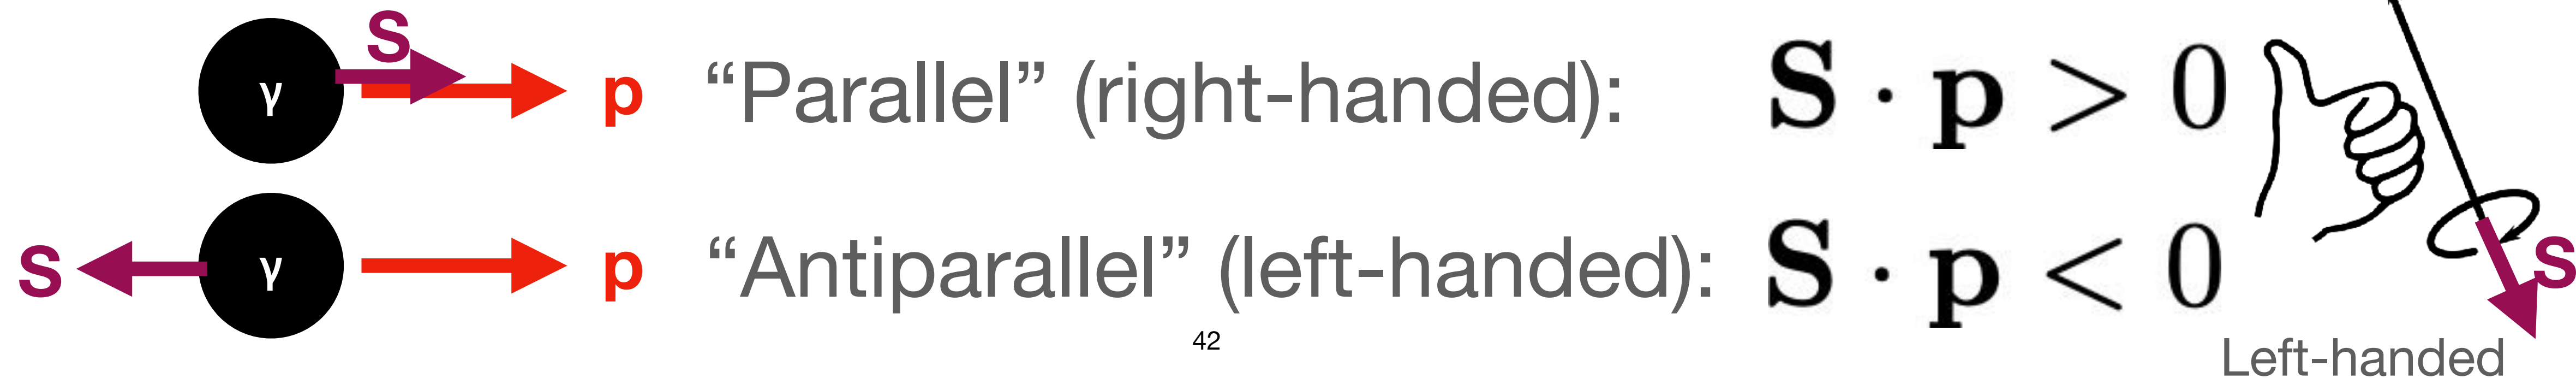 S
γ p “Parallel” (right-handed): S · p > 0
S γ p “Antiparallel” (left-handed): S · p < 0 S
42
Left-handed